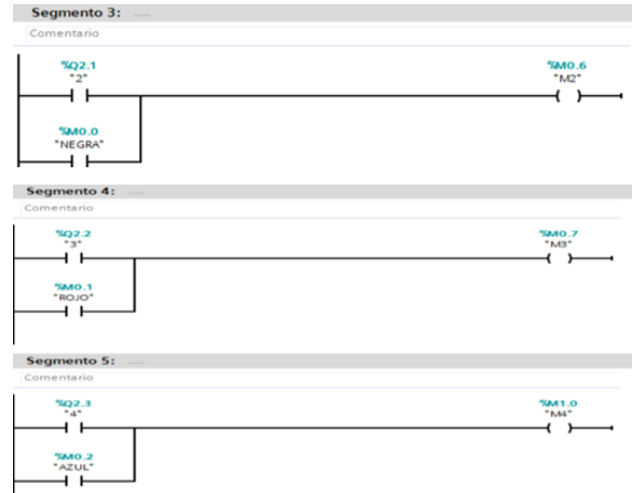 Segmento 3: ......
Comentario
%Q2.1
"2"
%M0.6
"M2"
%M0.0
"NEGRA"
Segmento 4: ......
Comentario
%Q2.2
"3"
%M0.7
"M3"
%M0.1
"ROJO"
Segmento 5: ......
Comentario
%Q2.3
"4"
%M1.0
"M4"
%M0.2
"AZUL"